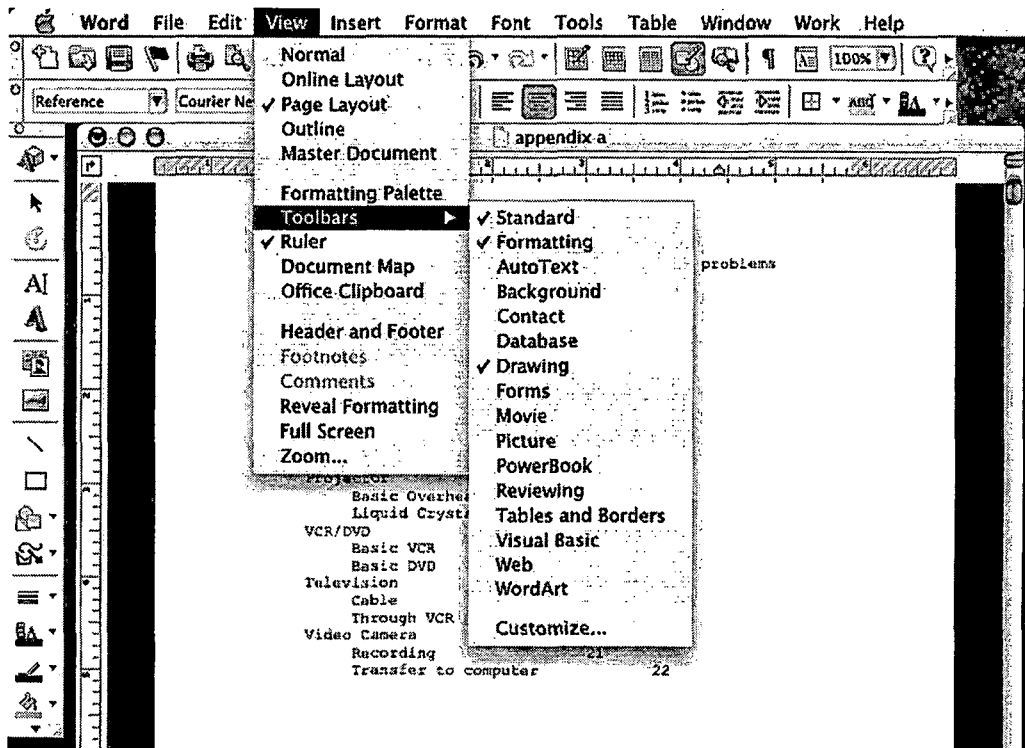 Word File Edit View Insert Format Font Tools Table Window Work Help
100%
Reference Courier Ne
appendix-a
Normal
Online Layout
✓ Page Layout
Outline
Master Document
Formatting Palette
Toolbars
✓ Ruler
Document Map
Office Clipboard
Header and Footer
Footnotes
Comments
Reveal Formatting
Full Screen
Zoom...
✓ Standard
✓ Formatting
AutoText
Background
Contact
Database
✓ Drawing
Forms
Movie
Picture
PowerBook
Reviewing
Tables and Borders
Visual Basic
Web
WordArt
Customize...
problems
Projector
Basic Overhe
Liquid Cryst
VCR/DVD
Basic VCR
Basic DVD
Television
Cable
Through VCR
Video Camera
Recording 21
Transfer to computer 22